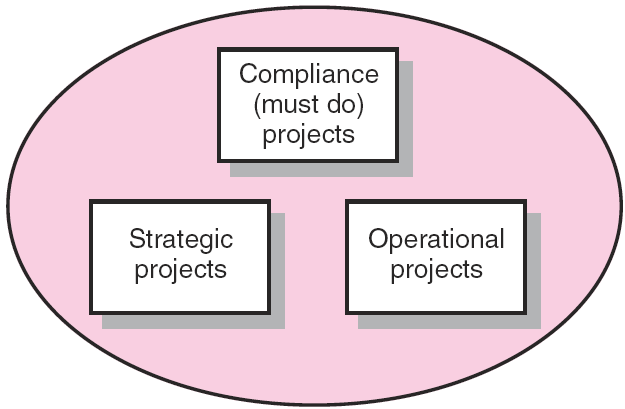 Compliance
(must do)
projects
Strategic
projects
Operational
projects